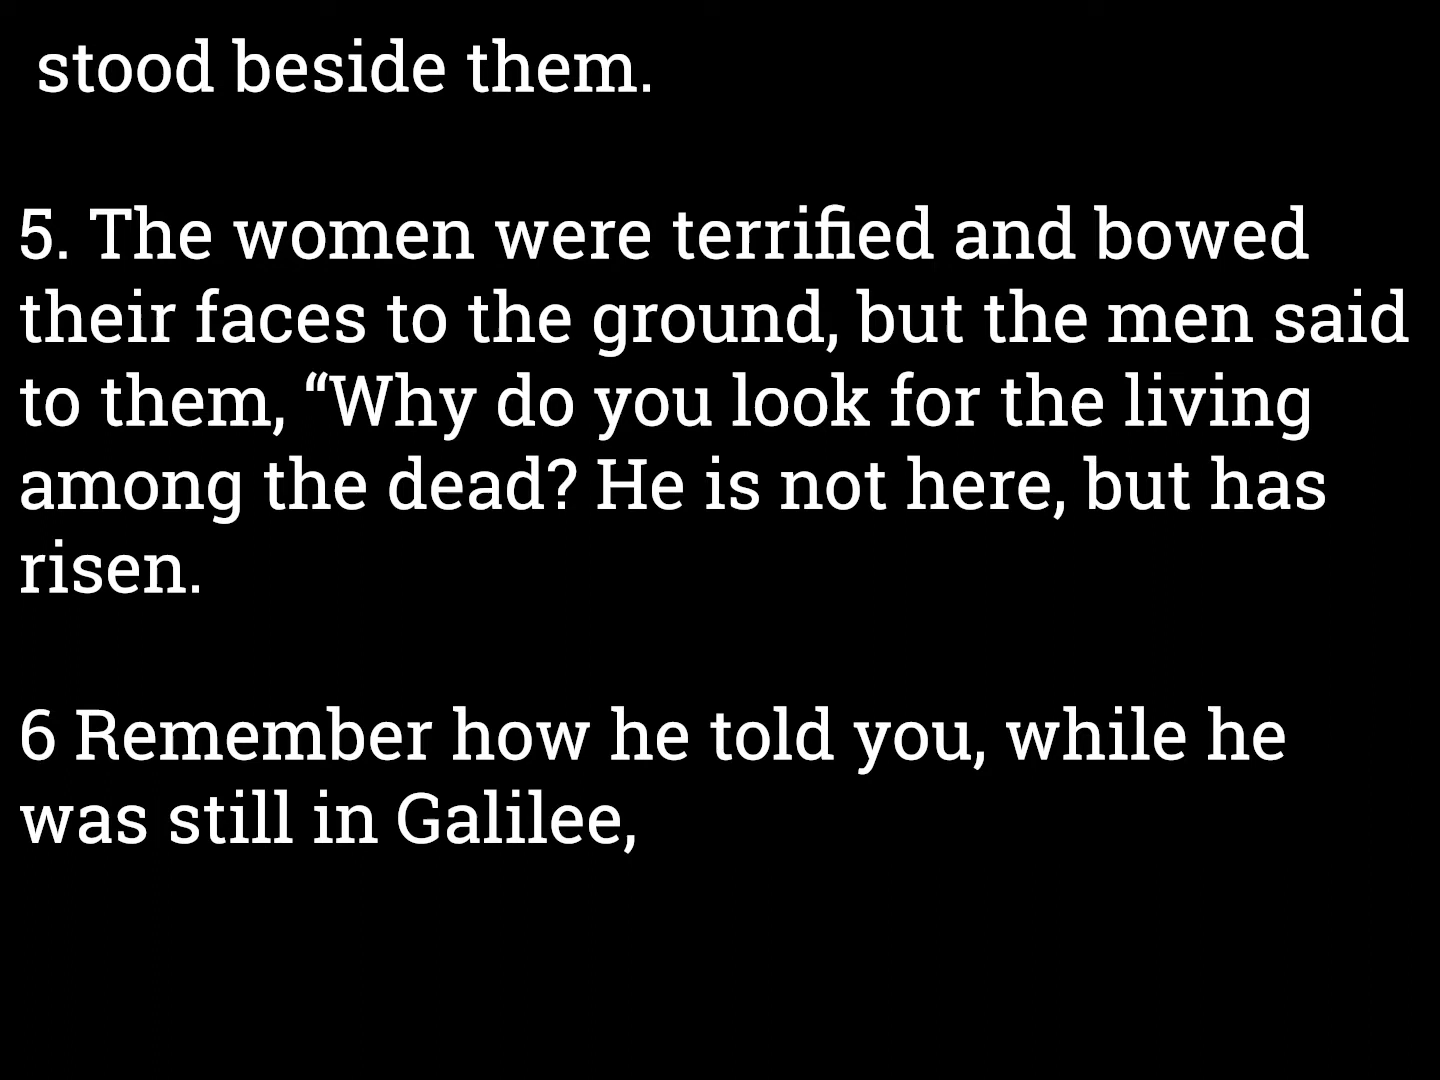 stood beside them.
5. The women were terrified and bowed
their faces to the ground, but the men said
to them, “Why do you look for the living
among the dead? He is not here, but has
risen.
6 Remember how he told you, while he
was still in Galilee,